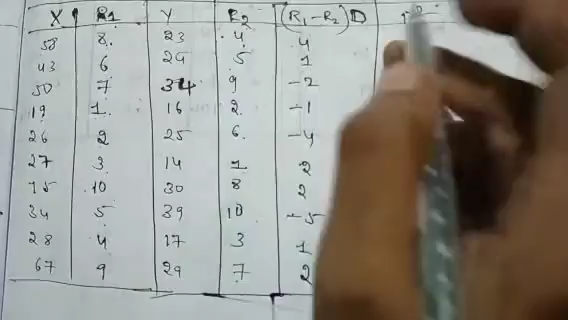 X R1 Y R2 (R1 - R2) D
58 8 23 4 4
43 6 24 5 1
50 7 34 9 -2
19 1 16 2 -1
26 2 25 6 -4
27 3 14 1 2
75 10 30 8 2
34 5 39 10 -5
28 4 17 3 1
67 9 29 7 2